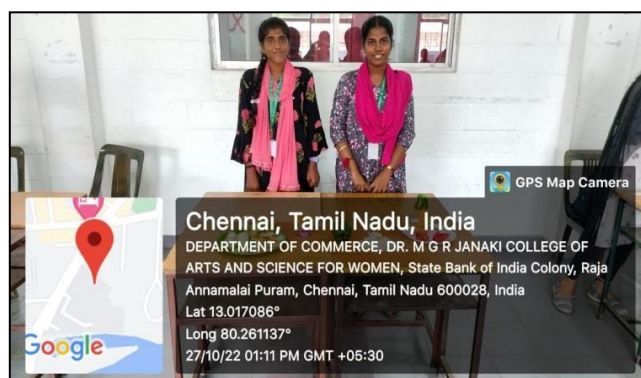 GPS Map Camera
Chennai, Tamil Nadu, India
DEPARTMENT OF COMMERCE, DR. M G R JANAKI COLLEGE OF
ARTS AND SCIENCE FOR WOMEN, State Bank of India Colony, Raja
Annamalai Puram, Chennai, Tamil Nadu 600028, India
Lat 13.017086°
Long 80.261137°
27/10/22 01:11 PM GMT +05:30
Google